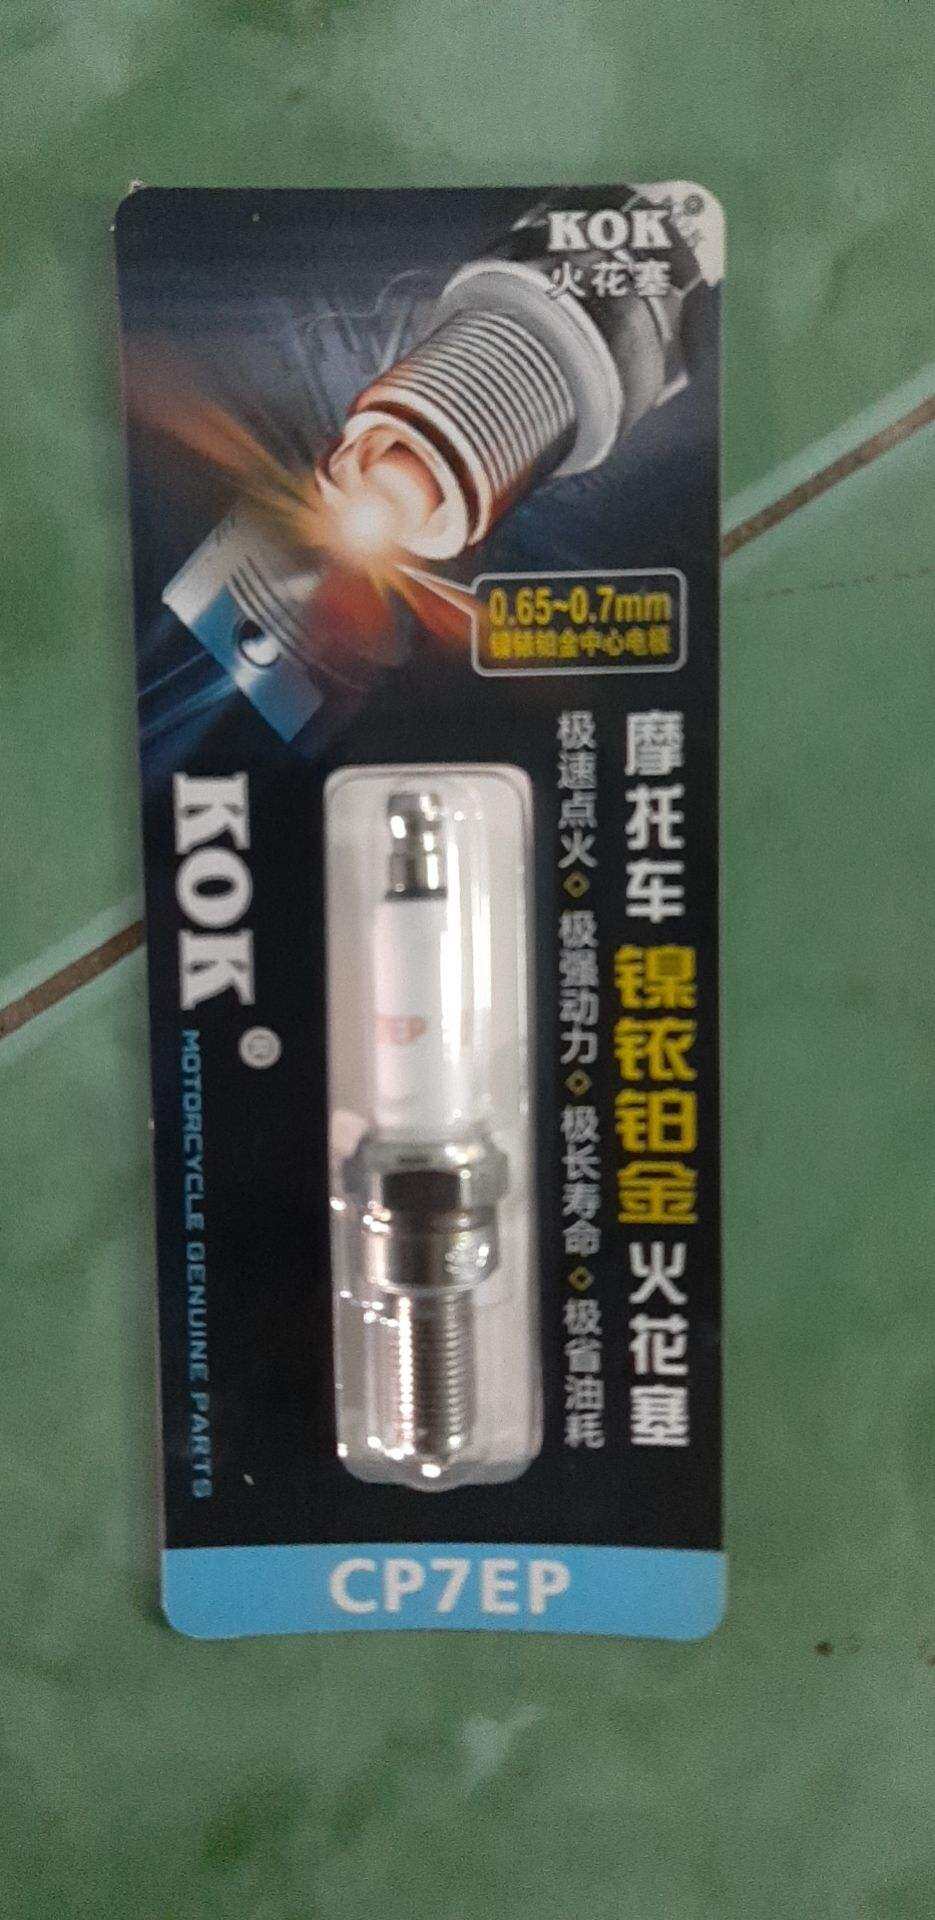 KOK
火花塞
0.65~0.7mm
镍铱铂金中心电极
摩托车 镍铱铂金 火花塞
极速点火◇极强动力◇极长寿命◇极省油耗
KOK®
MOTORCYCLE GENUINE PARTS
EP
CP7EP